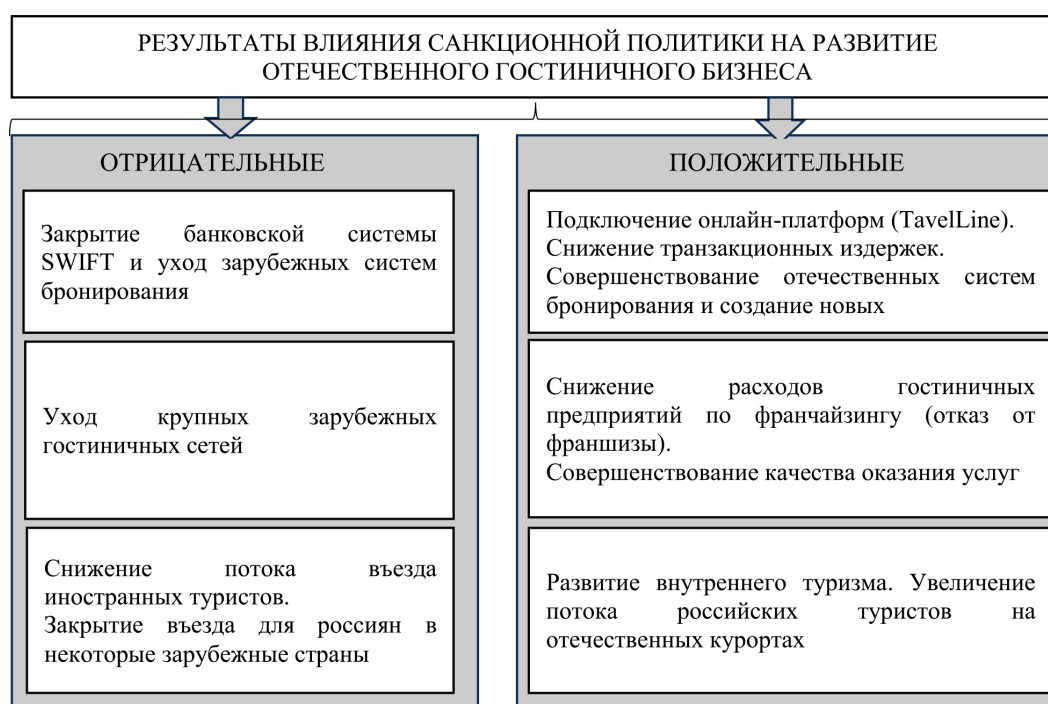 РЕЗУЛЬТАТЫ ВЛИЯНИЯ САНКЦИОННОЙ ПОЛИТИКИ НА РАЗВИТИЕ
ОТЕЧЕСТВЕННОГО ГОСТИНИЧНОГО БИЗНЕСА
ОТРИЦАТЕЛЬНЫЕ
Закрытие банковской системы
SWIFT и уход зарубежных систем
бронирования
Уход крупных зарубежных
гостиничных сетей
Снижение потока въезда
иностранных туристов.
Закрытие въезда для россиян в
некоторые зарубежные страны
ПОЛОЖИТЕЛЬНЫЕ
Подключение онлайн-платформ (TavelLine).
Снижение транзакционных издержек.
Совершенствование отечественных систем
бронирования и создание новых
Снижение расходов гостиничных
предприятий по франчайзингу (отказ от
франшизы).
Совершенствование качества оказания услуг
Развитие внутреннего туризма. Увеличение
потока российских туристов на
отечественных курортах